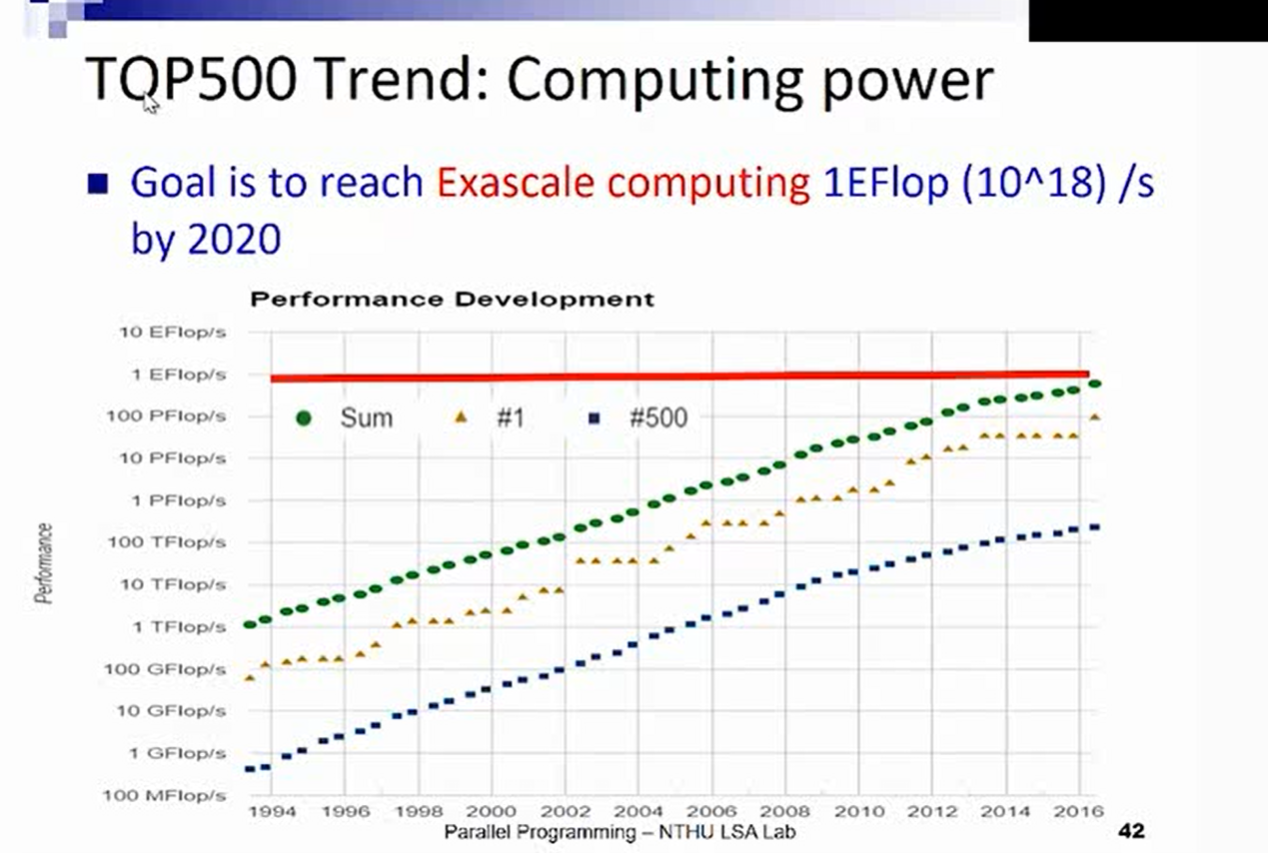 TOP500 Trend: Computing power
Goal is to reach Exascale computing 1EFlop (10^18) /s
by 2020
Performance Development
10 EFlop/s
1 EFlop/s
100 PFlop/s
10 PFlop/s
1 PFlop/s
100 TFlop/s
10 TFlop/s
1 TFlop/s
100 GFlop/s
10 GFlop/s
1 GFlop/s
100 MFlop/s
Sum #1 #500
Performance
1994 1996 1998 2000 2002 2004 2006 2008 2010 2012 2014 2016
Parallel Programming – NTHU LSA Lab
42